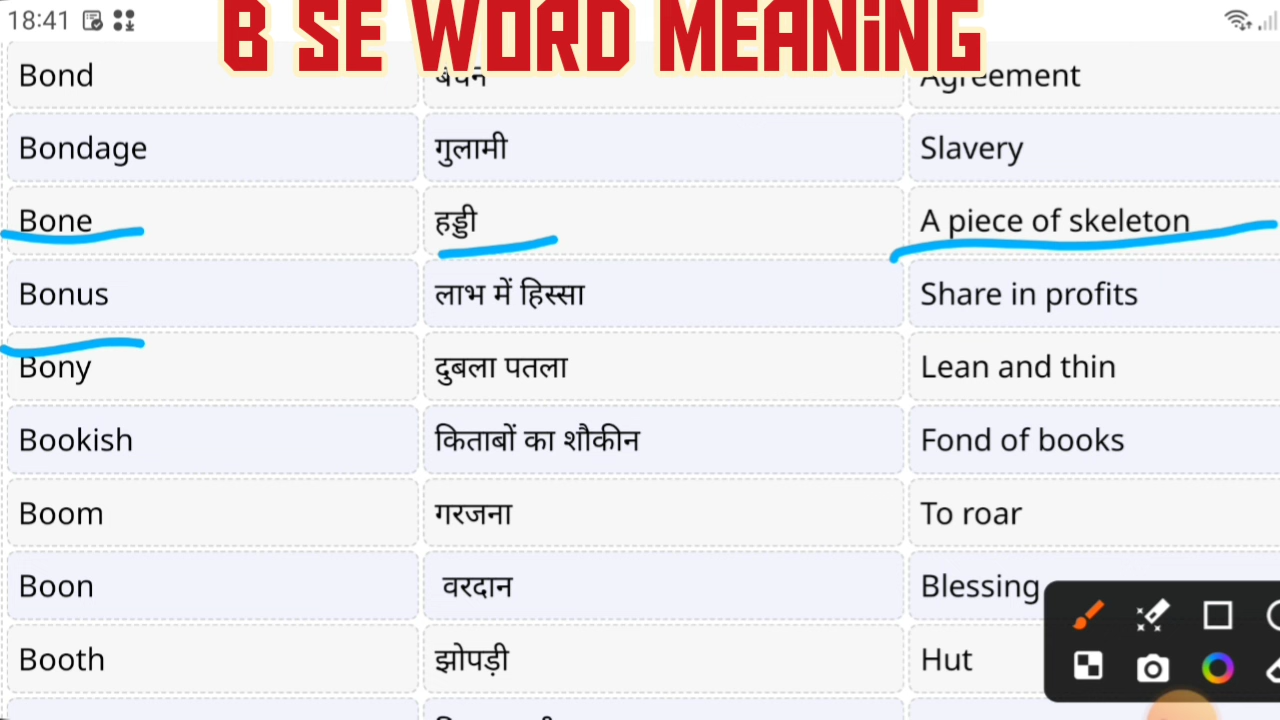 18:41
B SE WORD MEANING
Bond Agreement
Bondage गुलामी Slavery
Bone हड्डी A piece of skeleton
Bonus लाभ में हिस्सा Share in profits
Bony दुबला पतला Lean and thin
Bookish किताबों का शौकीन Fond of books
Boom गरजना To roar
Boon वरदान Blessing
Booth झोपड़ी Hut